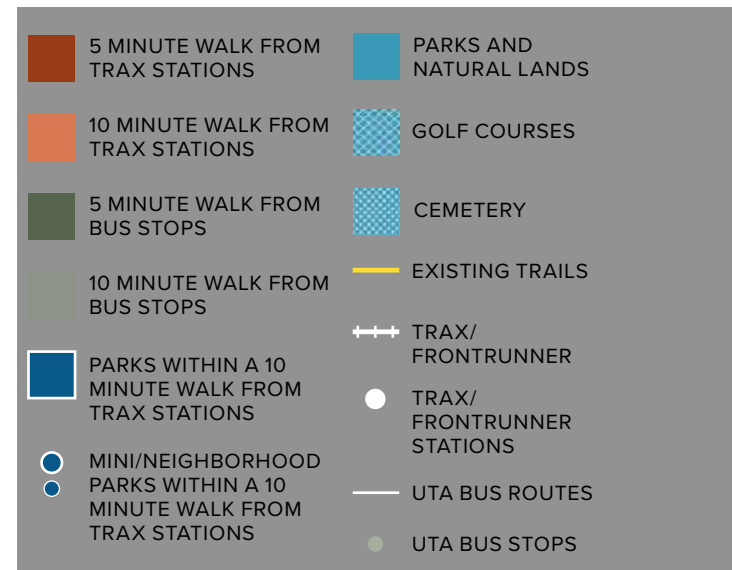 5 MINUTE WALK FROM
TRAX STATIONS
10 MINUTE WALK FROM
TRAX STATIONS
5 MINUTE WALK FROM
BUS STOPS
10 MINUTE WALK FROM
BUS STOPS
PARKS WITHIN A 10
MINUTE WALK FROM
TRAX STATIONS
MINI/NEIGHBORHOOD
PARKS WITHIN A 10
MINUTE WALK FROM
TRAX STATIONS
PARKS AND
NATURAL LANDS
GOLF COURSES
CEMETERY
EXISTING TRAILS
TRAX/
FRONTRUNNER
TRAX/
FRONTRUNNER
STATIONS
UTA BUS ROUTES
UTA BUS STOPS